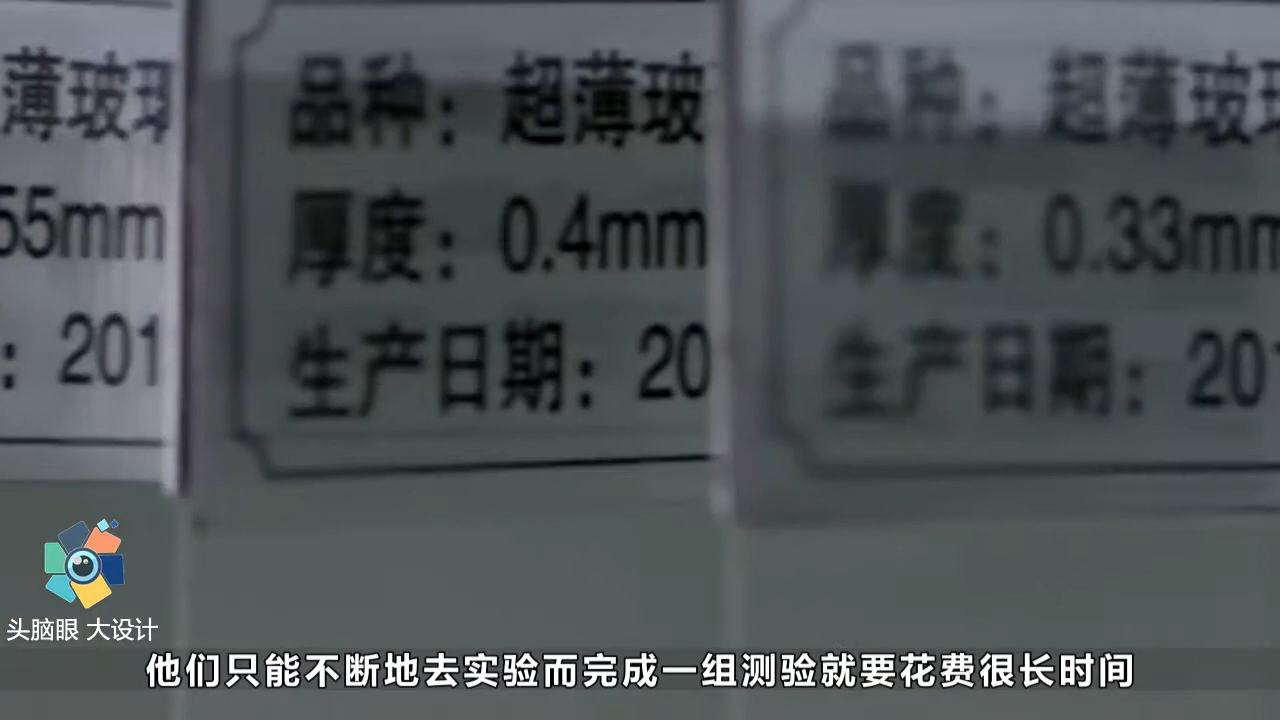 薄玻璃
55mm
：201
品种：超薄玻
厚度：0.4mm
生产日期：20
品种：超薄玻璃
厚度：0.33mm
生产日期：201
头脑眼 大设计
他们只能不断地去实验而完成一组测验就要花费很长时间